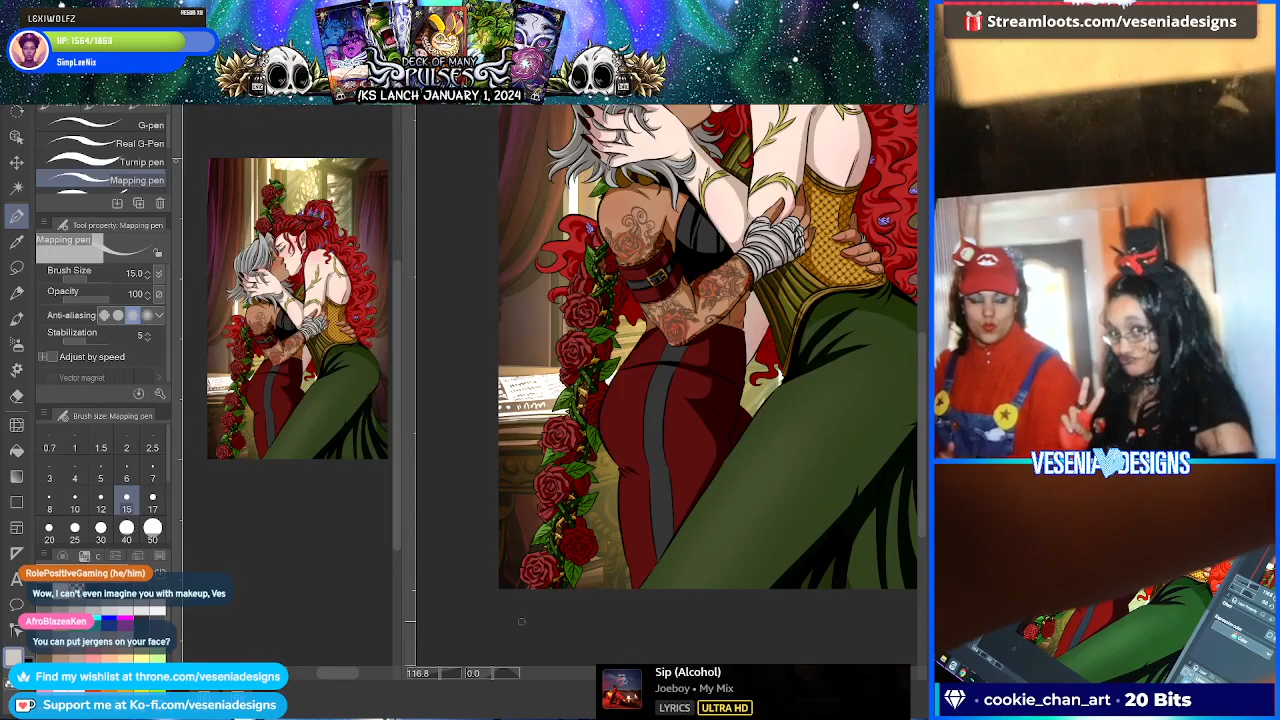 LEXIWOLFZ
HP: 1564/1869
SimpLeeNix
DECK OF MANY
PULSES
!KS LANCH JANUARY 1, 2024
Streamloots.com/veseniadesigns
G-pen
Real G-Pen
Turnip pen
Mapping pen
Tool property: Mapping pen
Mapping pen
Brush Size 15.0
Opacity 100
Anti-aliasing
Stabilization 5
Adjust by speed
Vector magnet
Brush size: Mapping pen
0.7 1 1.5 2 2.5
3 4 5 6 7
8 10 12 15 17
20 25 30 40 50
RolePositiveGaming (he/him)
Wow, I can't even imagine you with makeup, Ves
AfroBlazeaKen
You can put jergens on your face?
Find my wishlist at throne.com/veseniadesigns
Support me at Ko-fi.com/veseniadesigns
116.8 0.0
Sip (Alcohol)
Joeboy • My Mix
LYRICS ULTRA HD
VESENIA DESIGNS
cookie_chan_art • 20 Bits